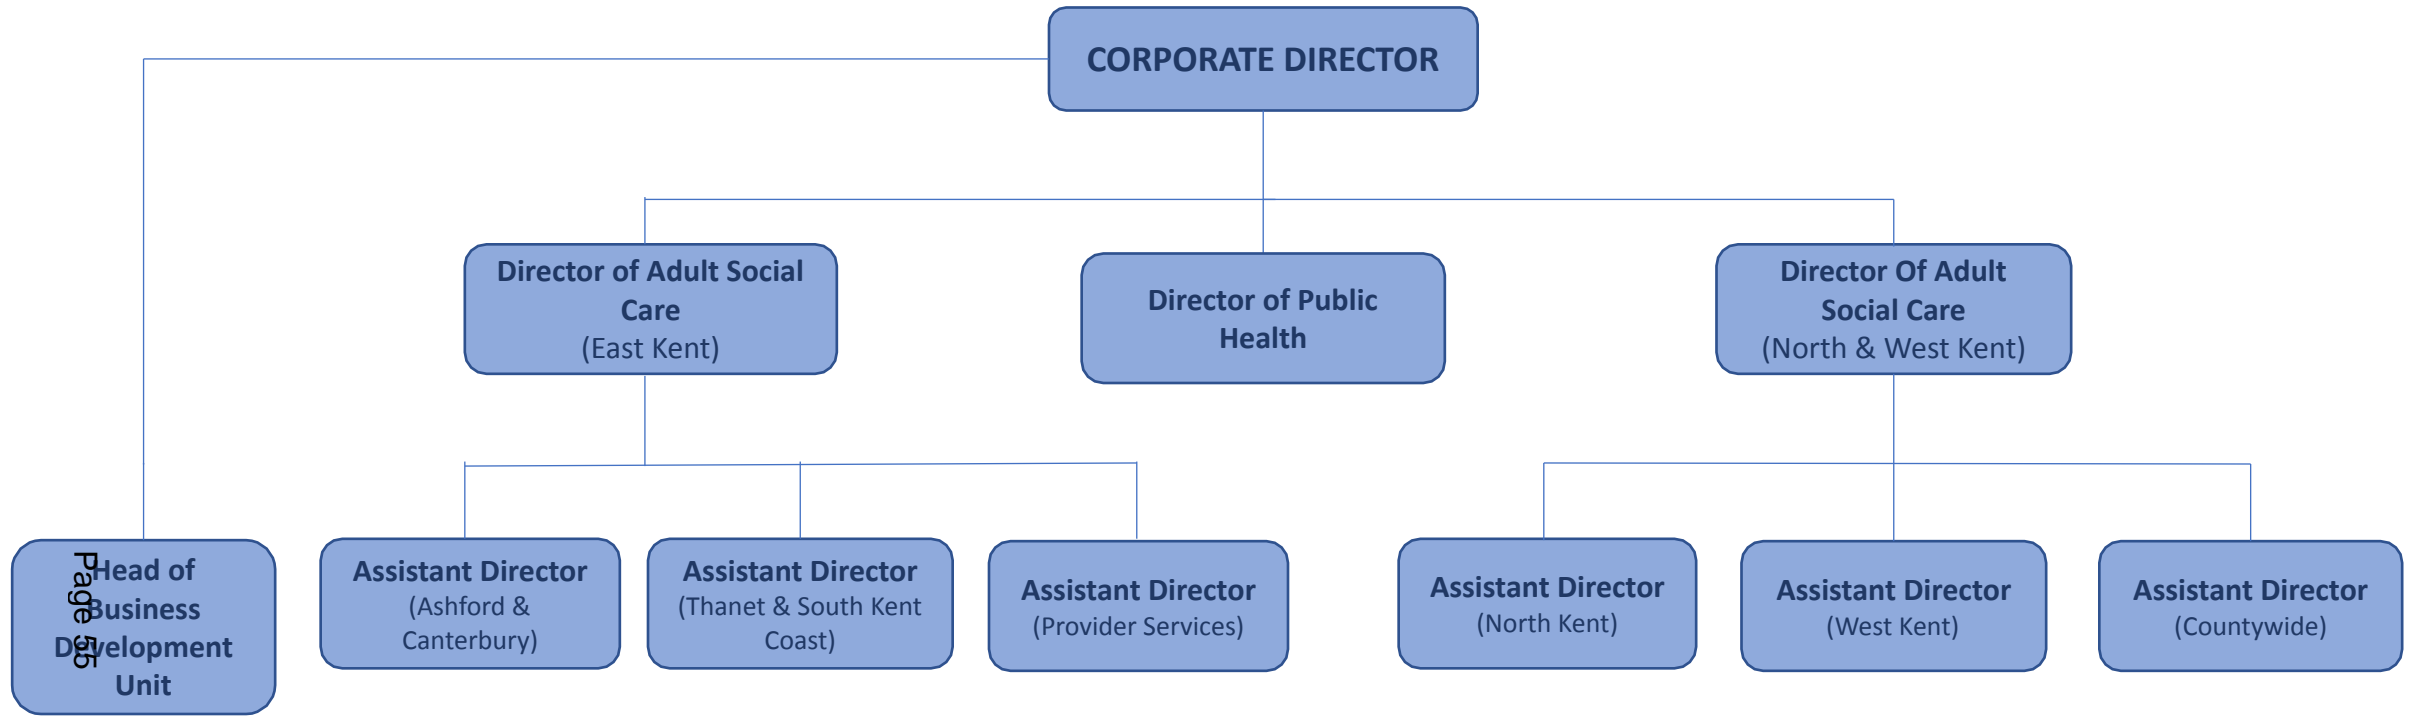 CORPORATE DIRECTOR
Director of Adult Social
Care
(East Kent)
Director of Public
Health
Director Of Adult
Social Care
(North & West Kent)
Head of
Business
Development
Unit
Page 55
Assistant Director
(Ashford &
Canterbury)
Assistant Director
(Thanet & South Kent
Coast)
Assistant Director
(Provider Services)
Assistant Director
(North Kent)
Assistant Director
(West Kent)
Assistant Director
(Countywide)